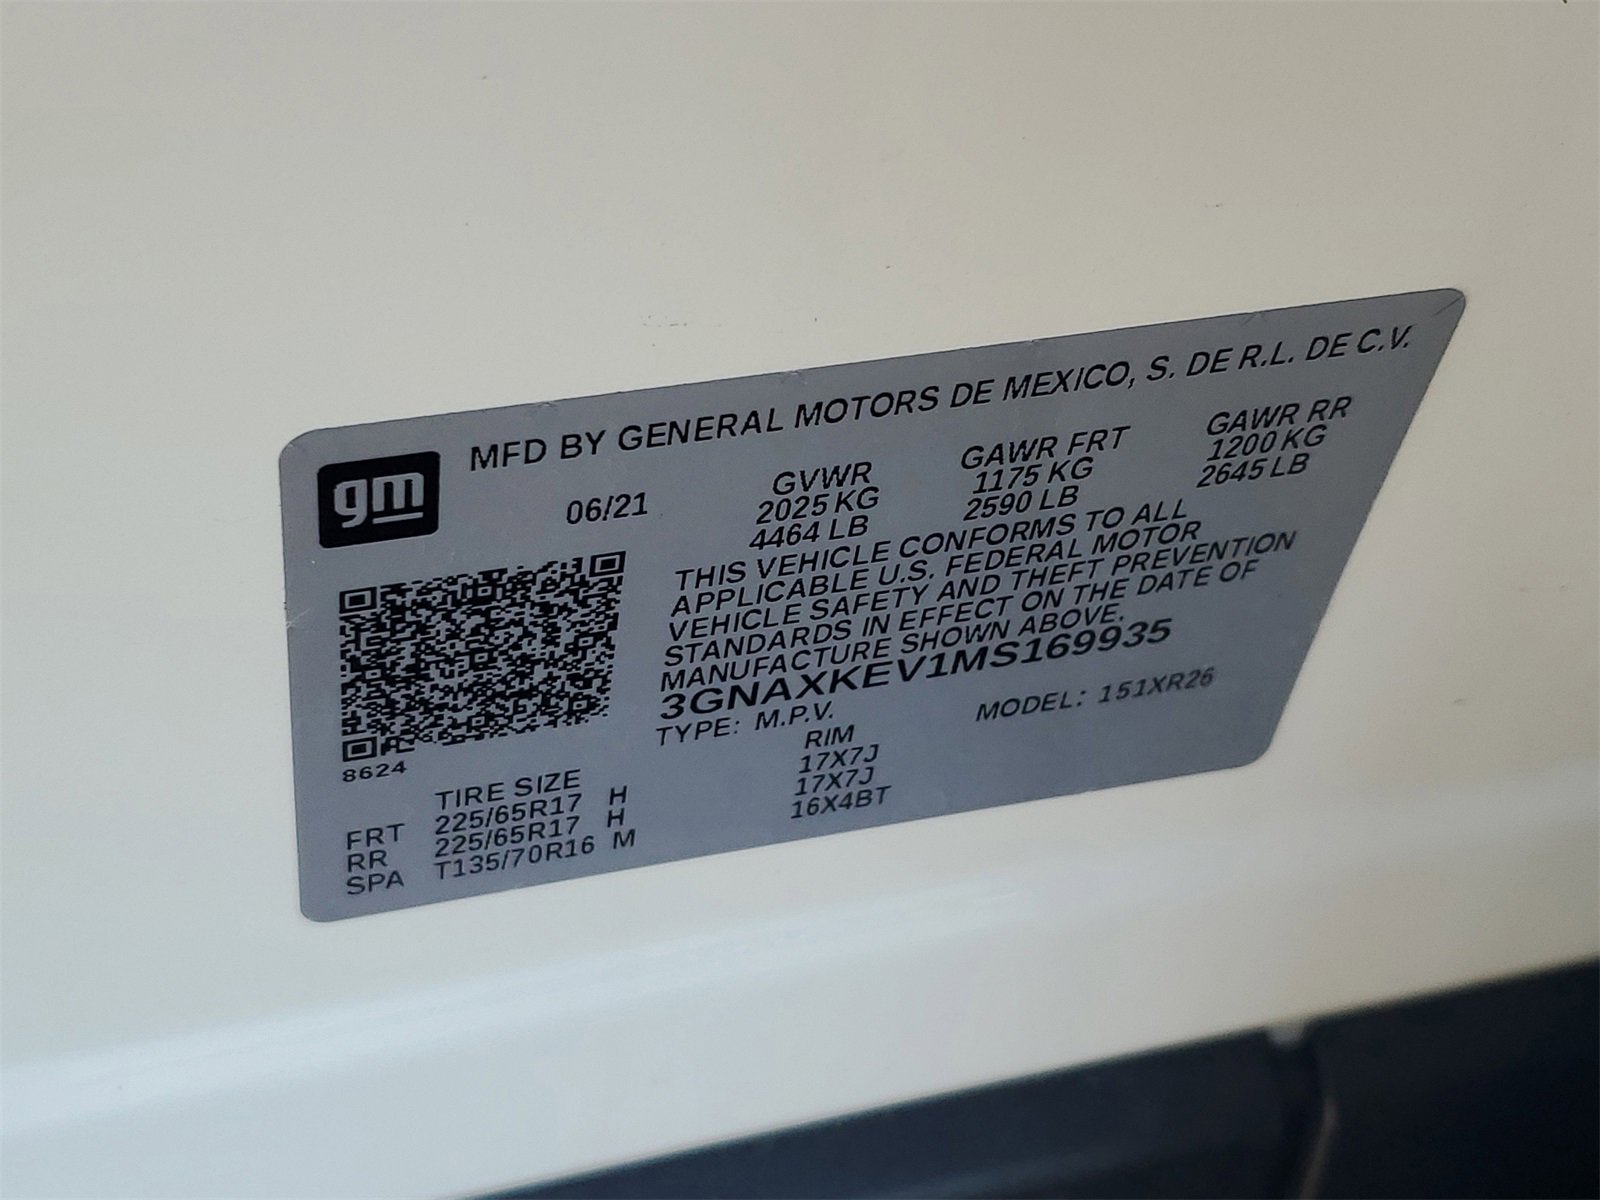 gm
MFD BY GENERAL MOTORS DE MEXICO, S. DE R.L. DE C.V.
06/21
GVWR GAWR FRT GAWR RR
2025 KG 1175 KG 1200 KG
4464 LB 2590 LB 2645 LB
THIS VEHICLE CONFORMS TO ALL
APPLICABLE U.S. FEDERAL MOTOR
VEHICLE SAFETY AND THEFT PREVENTION
STANDARDS IN EFFECT ON THE DATE OF
MANUFACTURE SHOWN ABOVE.
3GNAXKEV1MS169935
TYPE: M.P.V. MODEL: 151XR26
8624
TIRE SIZE RIM
FRT 225/65R17 H 17X7J
RR 225/65R17 H 17X7J
SPA T135/70R16 M 16X4BT